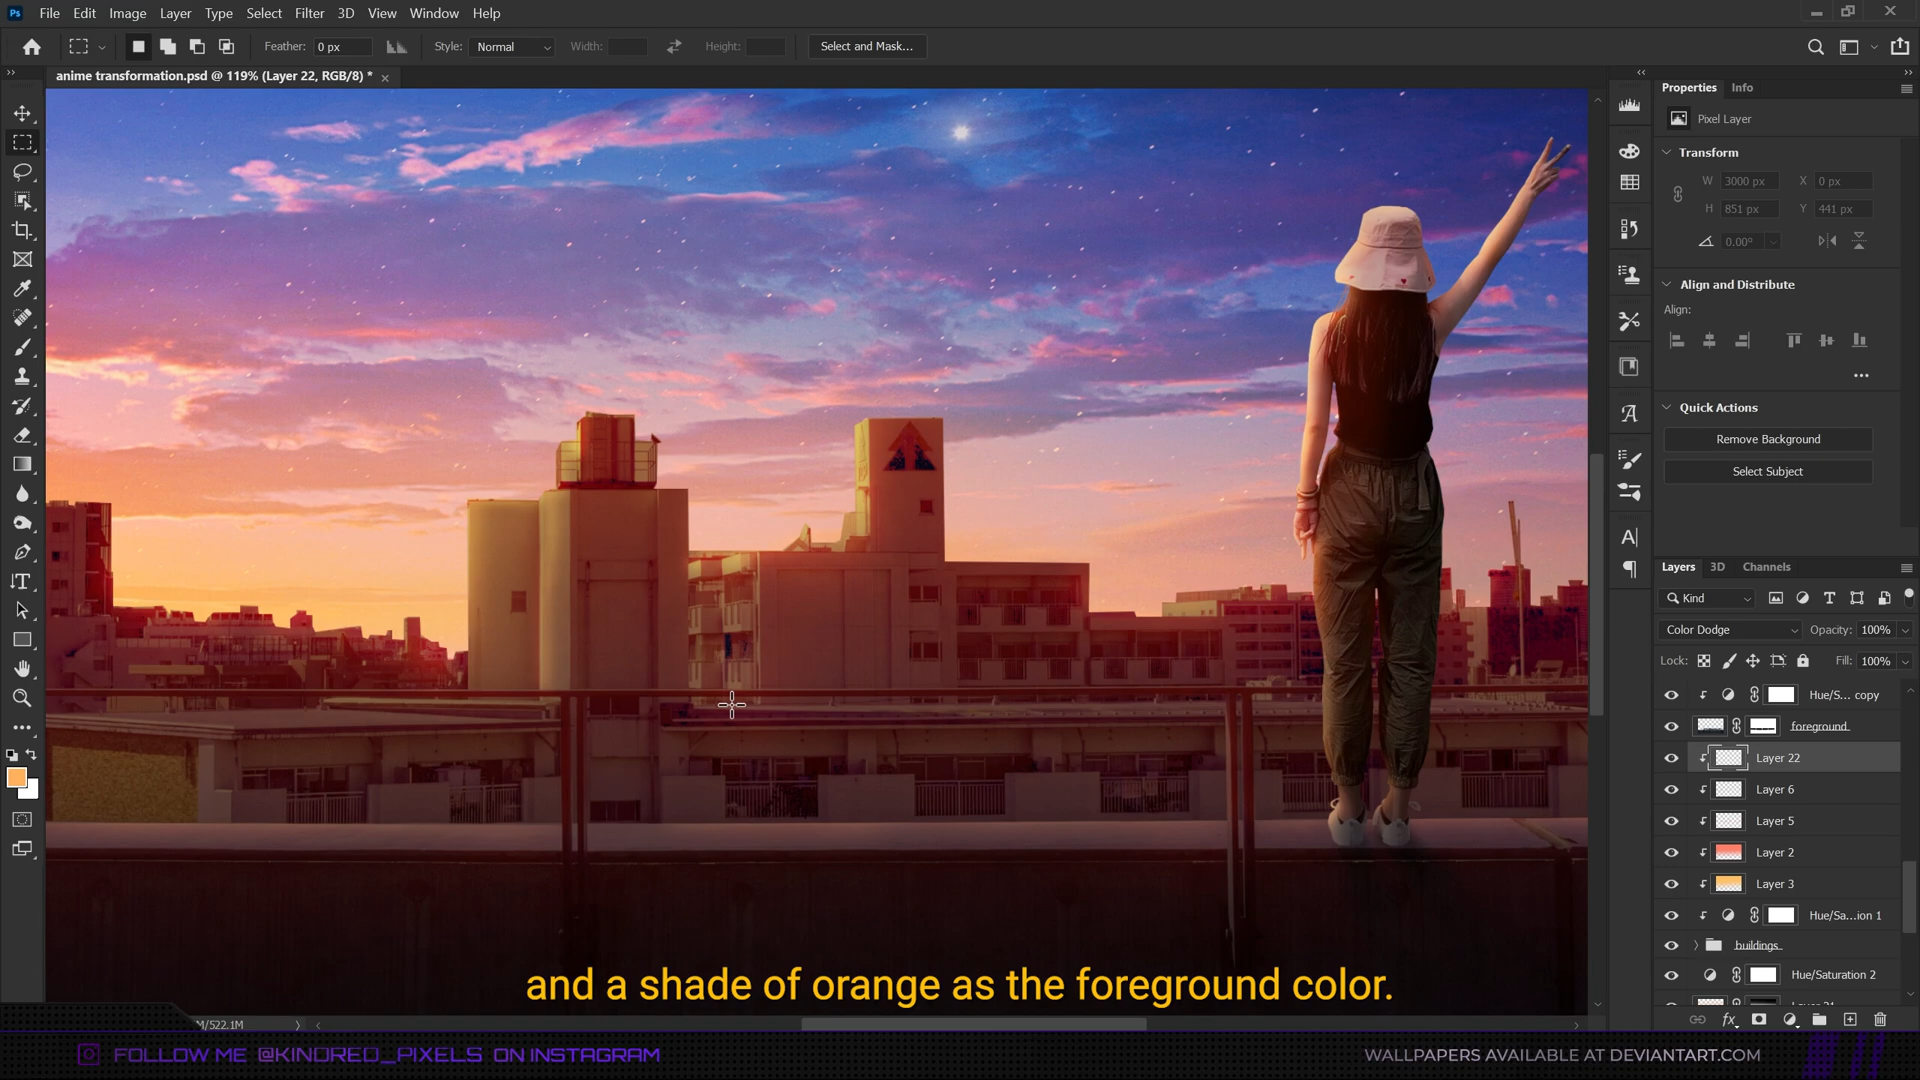 Ps File Edit Image Layer Type Select Filter 3D View Window Help
Feather: 0 px Style: Normal Width: Height: Select and Mask...
anime transformation.psd @ 119% (Layer 22, RGB/8) * ×
Properties Info
Pixel Layer
Transform
W 3000 px X 0 px
H 851 px Y 441 px
0.00°
Align and Distribute
Align:
Quick Actions
Remove Background
Select Subject
Layers 3D Channels
Kind
Color Dodge Opacity: 100%
Lock: Fill: 100%
Hue/S... copy
foreground
Layer 22
Layer 6
Layer 5
Layer 2
Layer 3
Hue/Sa...ion 1
buildings
Hue/Saturation 2
and a shade of orange as the foreground color.
M/522.1M
FOLLOW ME @KINDRED_PIXELS ON INSTAGRAM
WALLPAPERS AVAILABLE AT DEVIANTART.COM